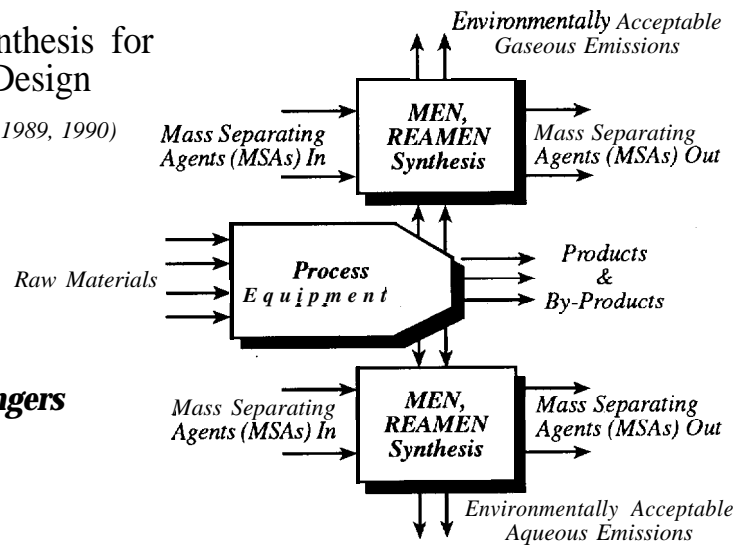 nthesis for
Design
1989, 1990)
Environmentally Acceptable
Gaseous Emissions
MEN,
REAMEN
Synthesis
Mass Separating
Agents (MSAs) In
Mass Separating
Agents (MSAs) Out
Raw Materials
Process
Equipment
Products
&
By-Products
ngers
Mass Separating
Agents (MSAs) In
MEN,
REAMEN
Synthesis
Mass Separating
Agents (MSAs) Out
Environmentally Acceptable
Aqueous Emissions